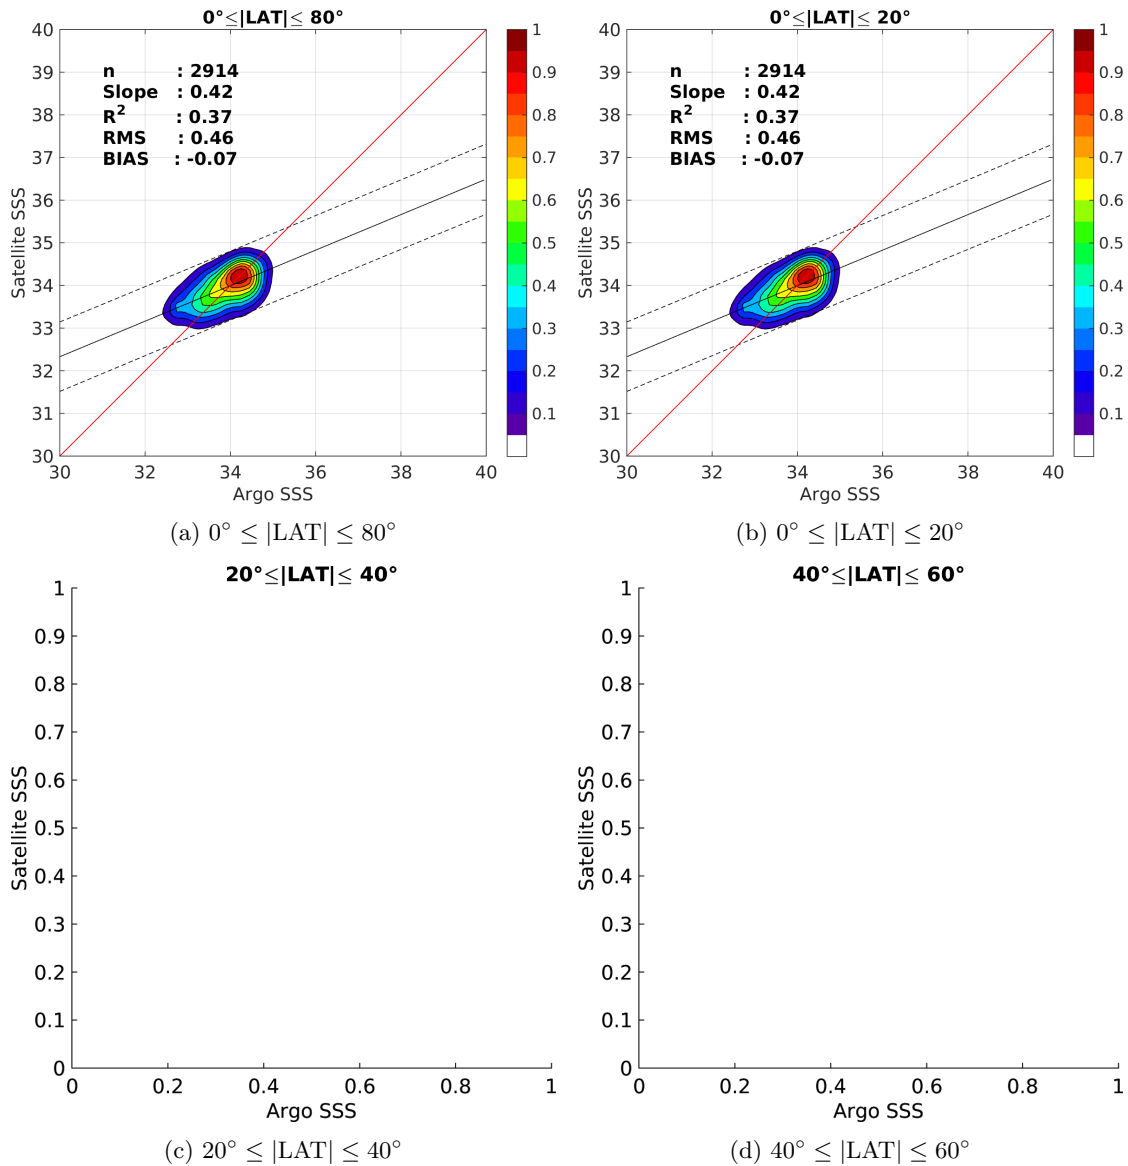 0°≤|LAT|≤ 80°
40
39
38
37
36
35
34
33
32
31
30
Satellite SSS
n : 2914
Slope : 0.42
R² : 0.37
RMS : 0.46
BIAS : -0.07
30 32 34 36 38 40
Argo SSS
1
0.9
0.8
0.7
0.6
0.5
0.4
0.3
0.2
0.1
(a) 0° ≤ |LAT| ≤ 80°
0°≤|LAT|≤ 20°
40
39
38
37
36
35
34
33
32
31
30
Satellite SSS
n : 2914
Slope : 0.42
R² : 0.37
RMS : 0.46
BIAS : -0.07
30 32 34 36 38 40
Argo SSS
1
0.9
0.8
0.7
0.6
0.5
0.4
0.3
0.2
0.1
(b) 0° ≤ |LAT| ≤ 20°
20°≤|LAT|≤ 40°
1
0.9
0.8
0.7
0.6
0.5
0.4
0.3
0.2
0.1
0
Satellite SSS
0 0.2 0.4 0.6 0.8 1
Argo SSS
(c) 20° ≤ |LAT| ≤ 40°
40°≤|LAT|≤ 60°
1
0.9
0.8
0.7
0.6
0.5
0.4
0.3
0.2
0.1
0
Satellite SSS
0 0.2 0.4 0.6 0.8 1
Argo SSS
(d) 40° ≤ |LAT| ≤ 60°